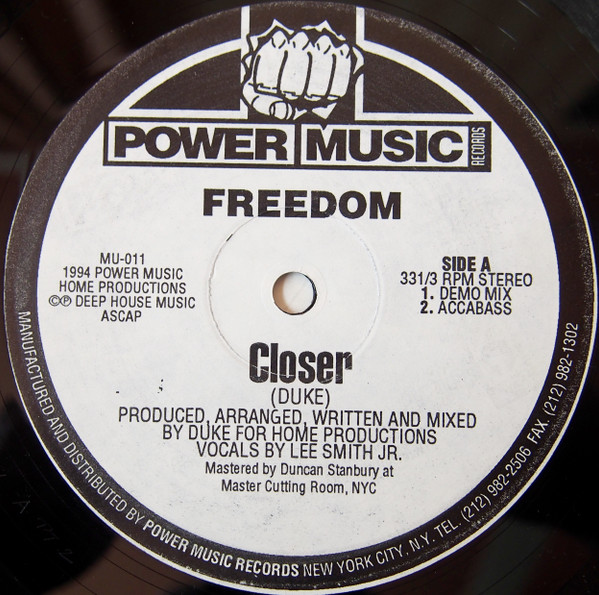 POWER MUSIC RECORDS
FREEDOM
MU-011
1994 POWER MUSIC
HOME PRODUCTIONS
©℗ DEEP HOUSE MUSIC
ASCAP
SIDE A
331/3 RPM STEREO
1. DEMO MIX
2. ACCABASS
Closer
(DUKE)
PRODUCED, ARRANGED, WRITTEN AND MIXED
BY DUKE FOR HOME PRODUCTIONS
VOCALS BY LEE SMITH JR.
Mastered by Duncan Stanbury at
Master Cutting Room, NYC
MANUFACTURED AND DISTRIBUTED BY POWER MUSIC RECORDS NEW YORK CITY, N.Y. TEL. (212) 982-2506 FAX. (212) 982-1302